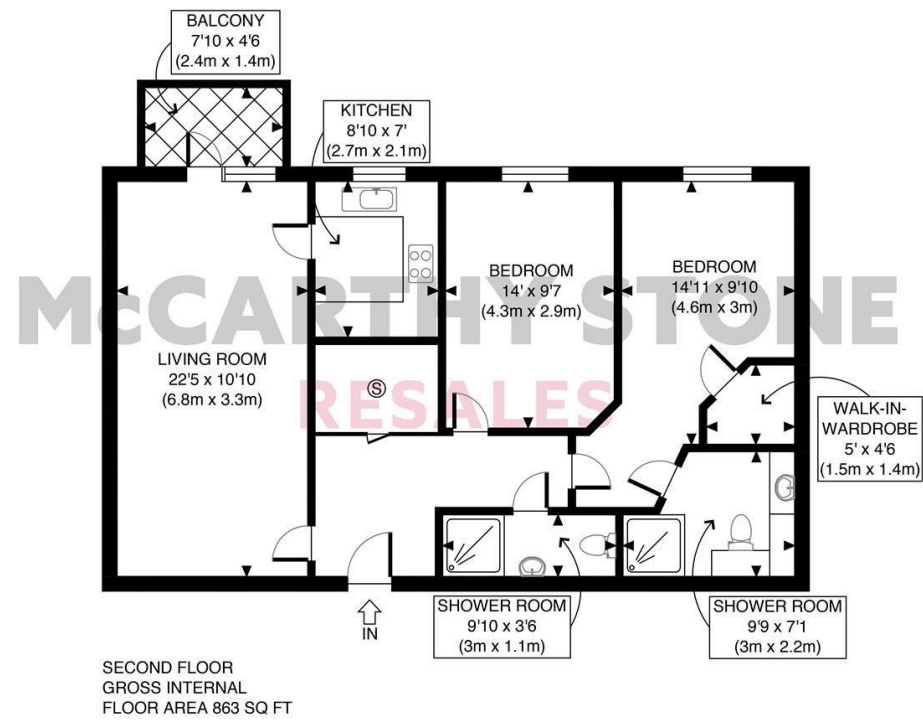 BALCONY
7'10 x 4'6
(2.4m x 1.4m)
KITCHEN
8'10 x 7'
(2.7m x 2.1m)
BEDROOM
14' x 9'7
(4.3m x 2.9m)
BEDROOM
14'11 x 9'10
(4.6m x 3m)
McCARTHY STONE
RESALES
LIVING ROOM
22'5 x 10'10
(6.8m x 3.3m)
S
WALK-IN-
WARDROBE
5' x 4'6
(1.5m x 1.4m)
SHOWER ROOM
9'10 x 3'6
(3m x 1.1m)
SHOWER ROOM
9'9 x 7'1
(3m x 2.2m)
IN
SECOND FLOOR
GROSS INTERNAL
FLOOR AREA 863 SQ FT